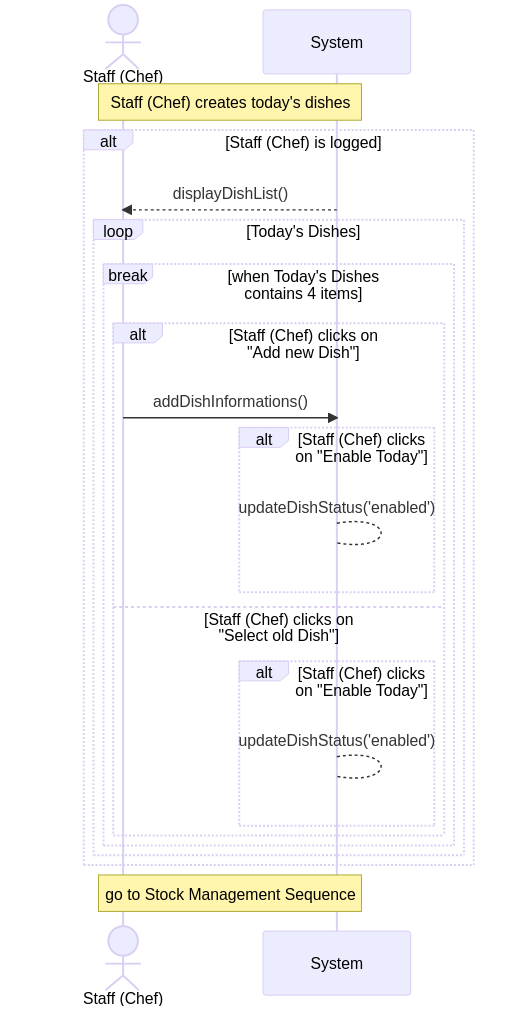 System
Staff (Chef)
Staff (Chef) creates today's dishes
alt
[Staff (Chef) is logged]
displayDishList()
loop
[Today's Dishes]
break
[when Today's Dishes
contains 4 items]
alt
[Staff (Chef) clicks on
"Add new Dish"]
addDishInformations()
alt
[Staff (Chef) clicks
on "Enable Today"]
updateDishStatus('enabled')
[Staff (Chef) clicks on
"Select old Dish"]
alt
[Staff (Chef) clicks
on "Enable Today"]
updateDishStatus('enabled')
go to Stock Management Sequence
System
Staff (Chef)